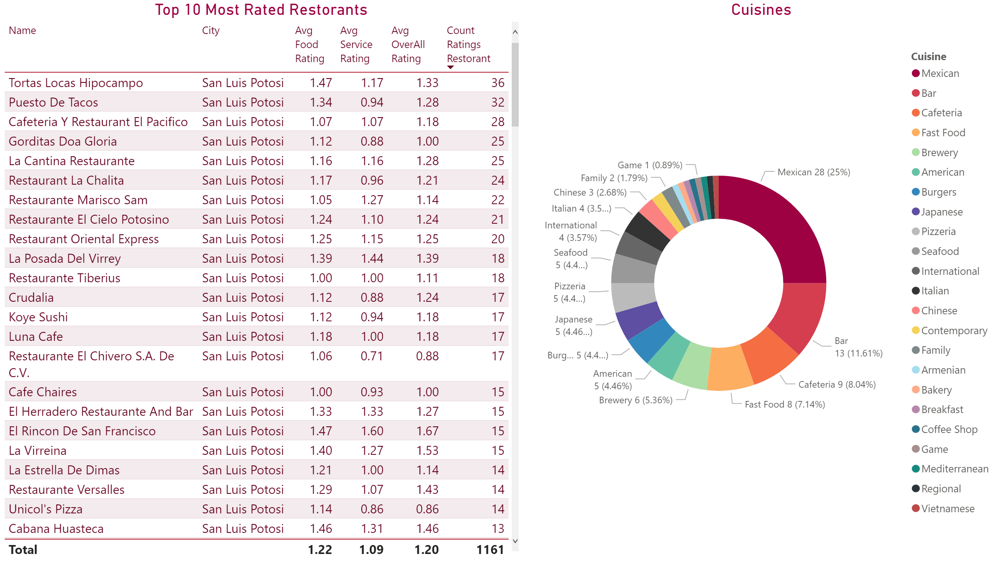 Top 10 Most Rated Restorants
Name City Avg Food Rating Avg Service Rating Avg OverAll Rating Count Ratings Restorant
Tortas Locas Hipocampo San Luis Potosi 1.47 1.17 1.33 36
Puesto De Tacos San Luis Potosi 1.34 0.94 1.28 32
Cafeteria Y Restaurant El Pacifico San Luis Potosi 1.07 1.07 1.18 28
Gorditas Doa Gloria San Luis Potosi 1.12 0.88 1.00 25
La Cantina Restaurante San Luis Potosi 1.16 1.16 1.28 25
Restaurant La Chalita San Luis Potosi 1.17 0.96 1.21 24
Restaurante Marisco Sam San Luis Potosi 1.05 1.27 1.14 22
Restaurante El Cielo Potosino San Luis Potosi 1.24 1.10 1.24 21
Restaurant Oriental Express San Luis Potosi 1.25 1.15 1.25 20
La Posada Del Virrey San Luis Potosi 1.39 1.44 1.39 18
Restaurante Tiberius San Luis Potosi 1.00 1.00 1.11 18
Crudalia San Luis Potosi 1.12 0.88 1.24 17
Koye Sushi San Luis Potosi 1.12 0.94 1.18 17
Luna Cafe San Luis Potosi 1.18 1.00 1.18 17
Restaurante El Chivero S.A. De San Luis Potosi 1.06 0.71 0.88 17
C.V.
Cafe Chaires San Luis Potosi 1.00 0.93 1.00 15
El Herradero Restaurante And Bar San Luis Potosi 1.33 1.33 1.27 15
El Rincon De San Francisco San Luis Potosi 1.47 1.60 1.67 15
La Virreina San Luis Potosi 1.40 1.27 1.53 15
La Estrella De Dimas San Luis Potosi 1.21 1.00 1.14 14
Restaurante Versalles San Luis Potosi 1.29 1.07 1.43 14
Unicol's Pizza San Luis Potosi 1.14 0.86 0.86 14
Cabana Huasteca San Luis Potosi 1.46 1.31 1.46 13
Total 1.22 1.09 1.20 1161
Cuisines
Game 1 (0.89%)
Family 2 (1.79%)
Chinese 3 (2.68%)
Italian 4 (3.5...)
International
4 (3.57%)
Seafood
5 (4.4...)
Pizzeria
5 (4.4...)
Japanese
5 (4.46...)
Burg... 5 (4.4...)
American
5 (4.46%)
Brewery 6 (5.36%)
Fast Food 8 (7.14%)
Cafeteria 9 (8.04%)
Bar
13 (11.61%)
Mexican 28 (25%)
Cuisine
Mexican
Bar
Cafeteria
Fast Food
Brewery
American
Burgers
Japanese
Pizzeria
Seafood
International
Italian
Chinese
Contemporary
Family
Armenian
Bakery
Breakfast
Coffee Shop
Game
Mediterranean
Regional
Vietnamese